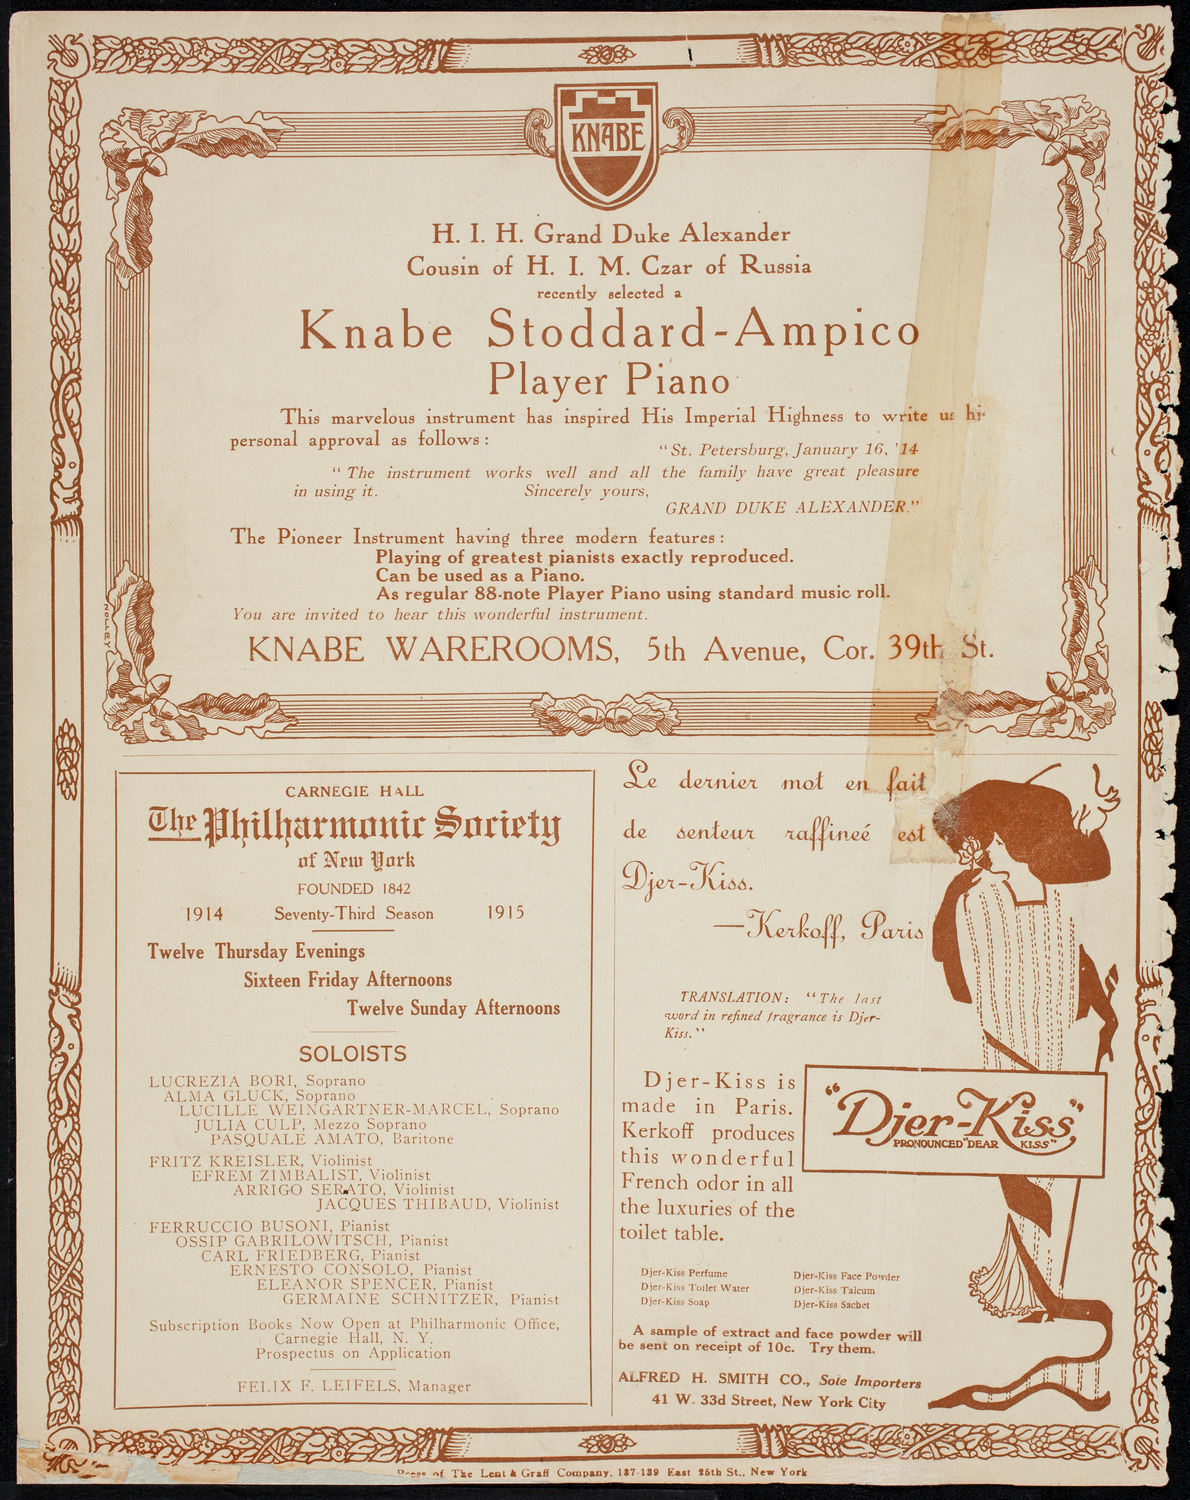 KNABE
H. I. H. Grand Duke Alexander
Cousin of H. I. M. Czar of Russia
recently selected a
Knabe Stoddard-Ampico
Player Piano
This marvelous instrument has inspired His Imperial Highness to write us hi
personal approval as follows:
"St. Petersburg, January 16, '14
"The instrument works well and all the family have great pleasure
in using it. Sincerely yours,
GRAND DUKE ALEXANDER."
The Pioneer Instrument having three modern features:
Playing of greatest pianists exactly reproduced.
Can be used as a Piano.
As regular 88-note Player Piano using standard music roll.
You are invited to hear this wonderful instrument.
KNABE WAREROOMS, 5th Avenue, Cor. 39th St.
CARNEGIE HALL
The Philharmonic Society
of New York
FOUNDED 1842
1914 Seventy-Third Season 1915
Twelve Thursday Evenings
Sixteen Friday Afternoons
Twelve Sunday Afternoons
SOLOISTS
LUCREZIA BORI, Soprano
ALMA GLUCK, Soprano
LUCILLE WEINGARTNER-MARCEL, Soprano
JULIA CULP, Mezzo Soprano
PASQUALE AMATO, Baritone
FRITZ KREISLER, Violinist
EFREM ZIMBALIST, Violinist
ARRIGO SERATO, Violinist
JACQUES THIBAUD, Violinist
FERRUCCIO BUSONI, Pianist
OSSIP GABRILOWITSCH, Pianist
CARL FRIEDBERG, Pianist
ERNESTO CONSOLO, Pianist
ELEANOR SPENCER, Pianist
GERMAINE SCHNITZER, Pianist
Subscription Books Now Open at Philharmonic Office,
Carnegie Hall, N. Y.
Prospectus on Application
FELIX F. LEIFELS, Manager
Le dernier mot en fait
de senteur raffineé est
Djer-Kiss.
—Kerkoff, Paris
TRANSLATION: "The last
word in refined fragrance is Djer-
Kiss."
Djer-Kiss is
made in Paris.
Kerkoff produces
this wonderful
French odor in all
the luxuries of the
toilet table.
"Djer-Kiss"
PRONOUNCED "DEAR KISS"
Djer-Kiss Perfume Djer-Kiss Face Powder
Djer-Kiss Toilet Water Djer-Kiss Talcum
Djer-Kiss Soap Djer-Kiss Sachet
A sample of extract and face powder will
be sent on receipt of 10c. Try them.
ALFRED H. SMITH CO., Sole Importers
41 W. 33d Street, New York City
Press of The Lent & Graff Company, 137-139 East 25th St., New York